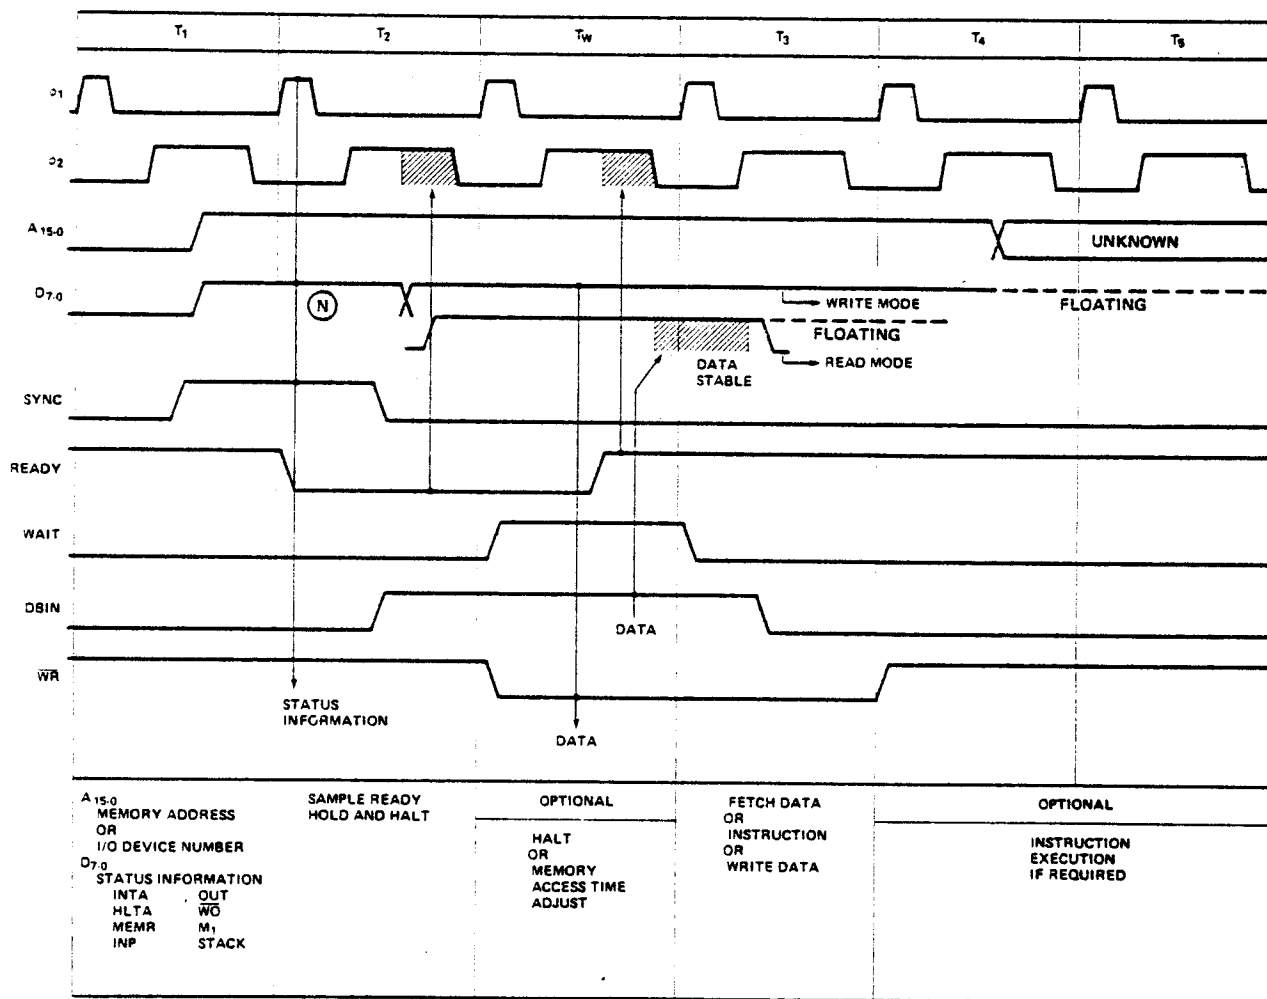 T1 T2 TW T3 T4 T5
A15-0
UNKNOWN
D7-0
N
WRITE MODE
FLOATING
FLOATING
READ MODE
DATA
STABLE
SYNC
READY
WAIT
DBIN
DATA
WR
STATUS
INFORMATION
DATA
A15-0
MEMORY ADDRESS
OR
I/O DEVICE NUMBER
D7-0
STATUS INFORMATION
INTA OUT
HLTA WO
MEMR M1
INP STACK
SAMPLE READY
HOLD AND HALT
OPTIONAL
HALT
OR
MEMORY
ACCESS TIME
ADJUST
FETCH DATA
OR
INSTRUCTION
OR
WRITE DATA
OPTIONAL
INSTRUCTION
EXECUTION
IF REQUIRED